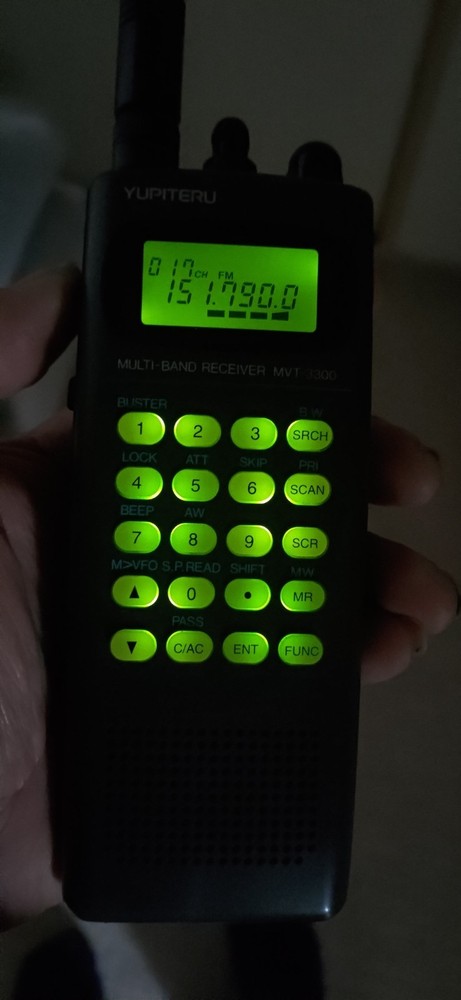 YUPITERU
017CH FM
151.790.0
MULTI-BAND RECEIVER MVT-3300
BUSTER B.W
1 2 3 SRCH
LOCK ATT SKIP PRI
4 5 6 SCAN
BEEP AW
7 8 9 SCR
M>VFO S.P.READ SHIFT MW
▲ 0 • MR
PASS
▼ C/AC ENT FUNC